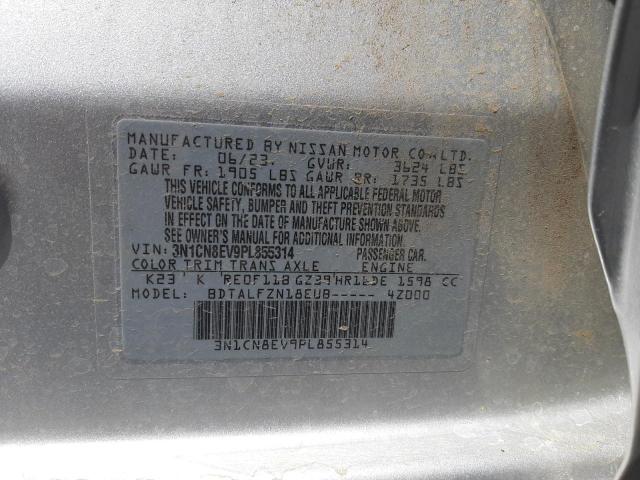 MANUFACTURED BY NISSAN MOTOR CO.,LTD.
DATE: 06/23 GVWR: 3624 LBS
GAWR FR: 1905 LBS GAWR RR: 1735 LBS
THIS VEHICLE CONFORMS TO ALL APPLICABLE FEDERAL MOTOR
VEHICLE SAFETY, BUMPER AND THEFT PREVENTION STANDARDS
IN EFFECT ON THE DATE OF MANUFACTURE SHOWN ABOVE.
SEE OWNER'S MANUAL FOR ADDITIONAL INFORMATION.
VIN: 3N1CN8EV9PL855314 PASSENGER CAR.
COLOR TRIM TRANS AXLE ENGINE
K23 K RE0F11B GZ39 HR16DE 1598 CC
MODEL: BDTALFZN18EUB----- 4Z000
3N1CN8EV9PL855314